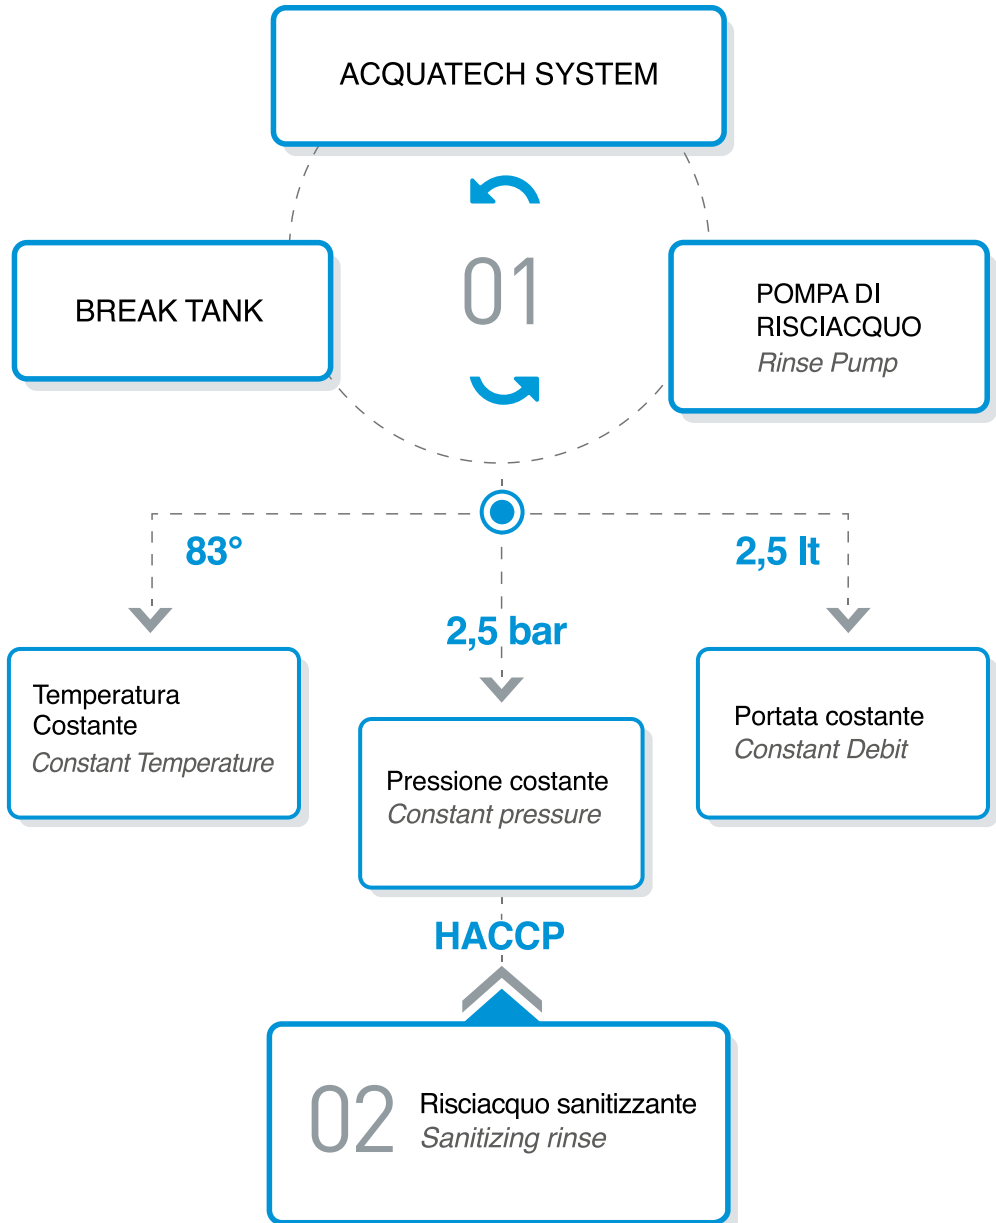 ACQUATECH SYSTEM
01
BREAK TANK
POMPA DI
RISCIACQUO
Rinse Pump
83°
2,5 bar
2,5 lt
Temperatura
Costante
Constant Temperature
Pressione costante
Constant pressure
Portata costante
Constant Debit
HACCP
02
Risciacquo sanitizzante
Sanitizing rinse